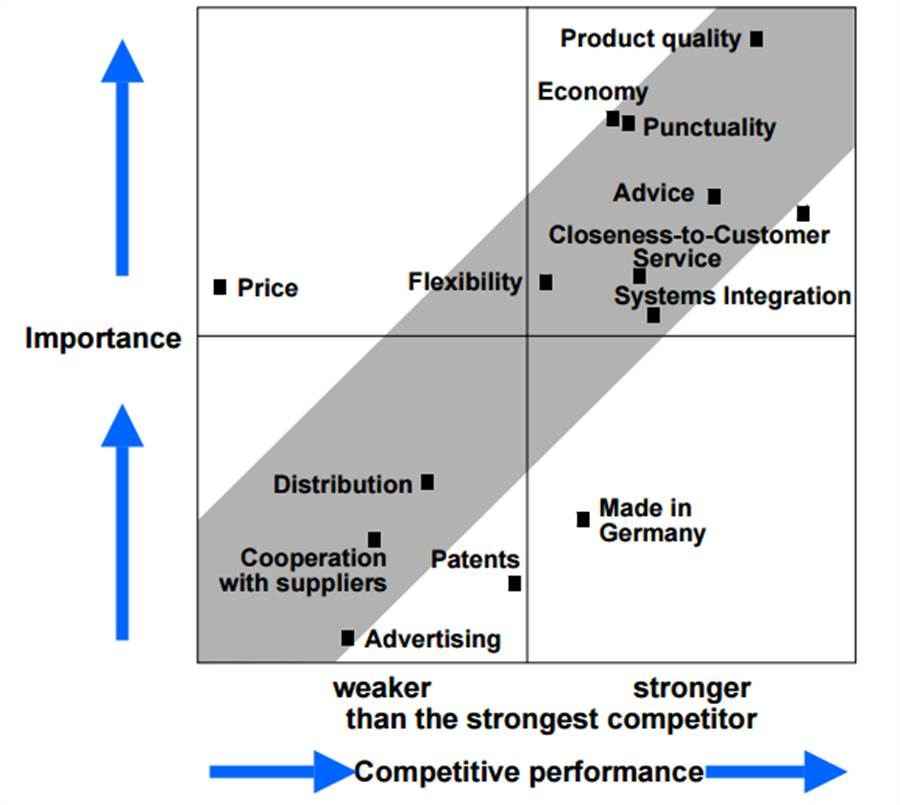 Product quality
Economy
Punctuality
Advice
Closeness-to-Customer
Service
Flexibility
Price
Systems Integration
Importance
Distribution
Made in
Germany
Cooperation
with suppliers
Patents
Advertising
weaker
stronger
than the strongest competitor
Competitive performance